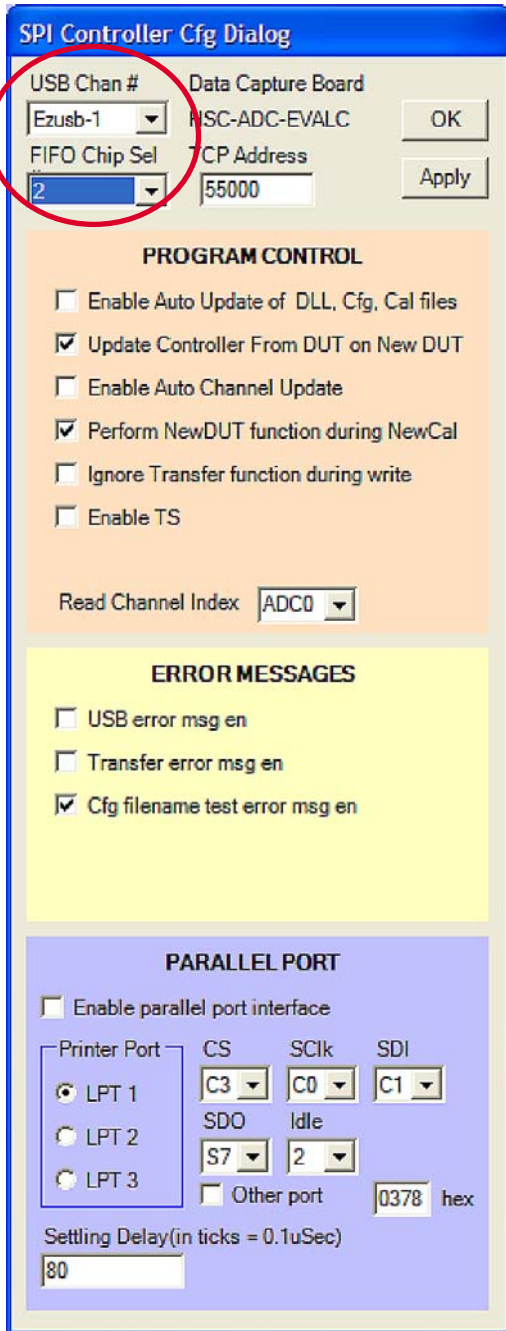 SPI Controller Cfg Dialog
USB Chan # Data Capture Board
Ezusb-1 HSC-ADC-EVALC OK
FIFO Chip Sel TCP Address
2 55000 Apply
PROGRAM CONTROL
Enable Auto Update of DLL, Cfg, Cal files
Update Controller From DUT on New DUT
Enable Auto Channel Update
Perform NewDUT function during NewCal
Ignore Transfer function during write
Enable TS
Read Channel Index ADC0
ERROR MESSAGES
USB error msg en
Transfer error msg en
Cfg filename test error msg en
PARALLEL PORT
Enable parallel port interface
Printer Port CS SClk SDI
LPT 1 C3 C0 C1
SDO Idle
LPT 2 S7 2
LPT 3 Other port 0378 hex
Settling Delay(in ticks = 0.1uSec)
80